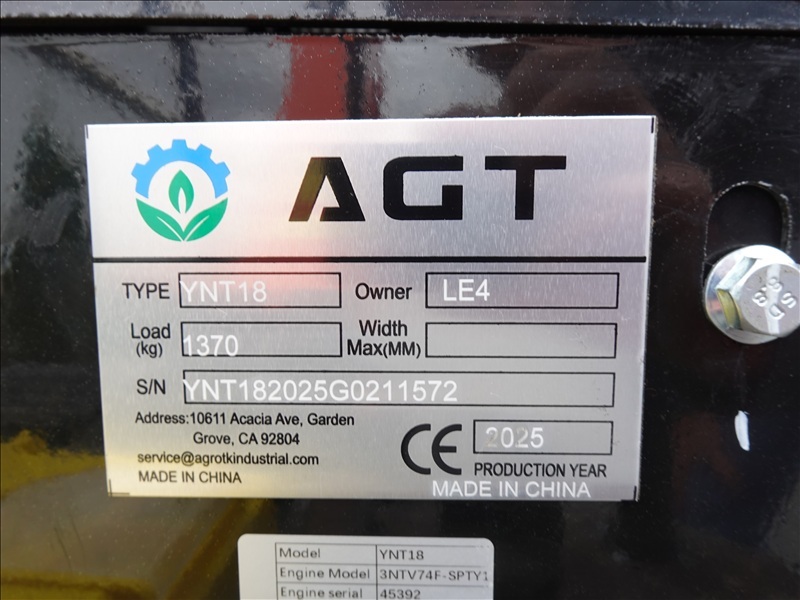 AGT
TYPE YNT18 Owner LE4
Load (kg) 1370 Width Max(MM)
S/N YNT182025G0211572
Address:10611 Acacia Ave, Garden
Grove, CA 92804
service@agrotkindustrial.com
MADE IN CHINA
CE 2025
PRODUCTION YEAR
MADE IN CHINA
Model YNT18
Engine Model 3NTV74F-SPTY1
Engine serial 45392